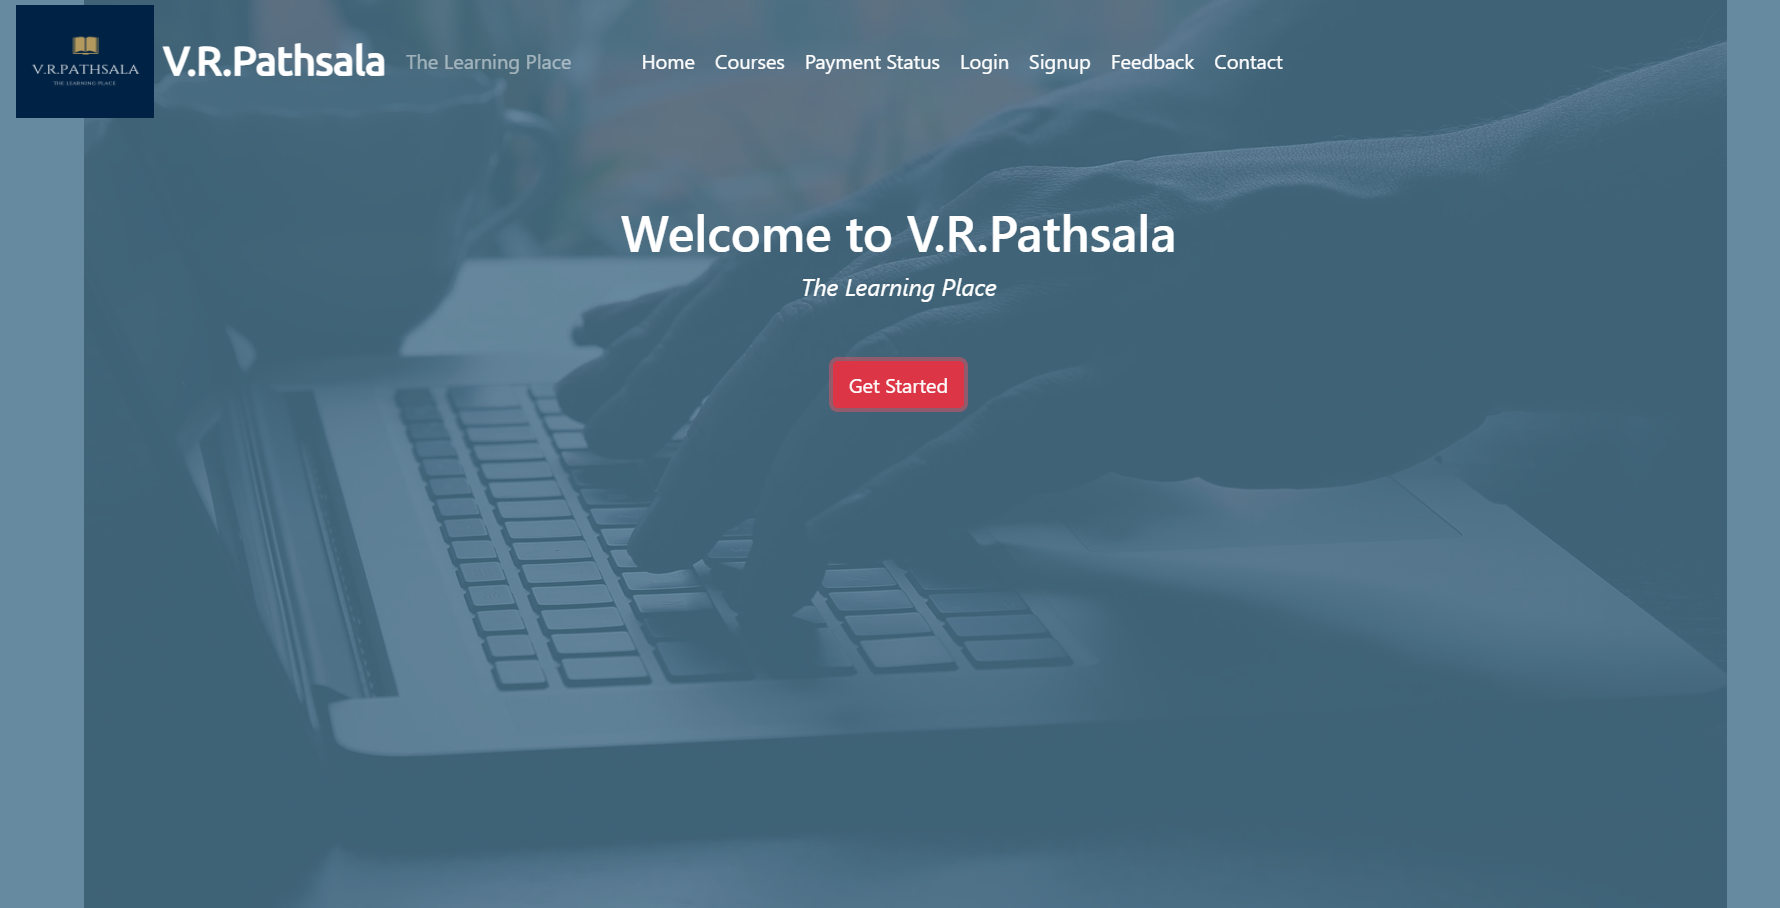 V.R.PATHSALA
THE LEARNING PLACE
V.R.Pathsala The Learning Place Home Courses Payment Status Login Signup Feedback Contact
Welcome to V.R.Pathsala
The Learning Place
Get Started